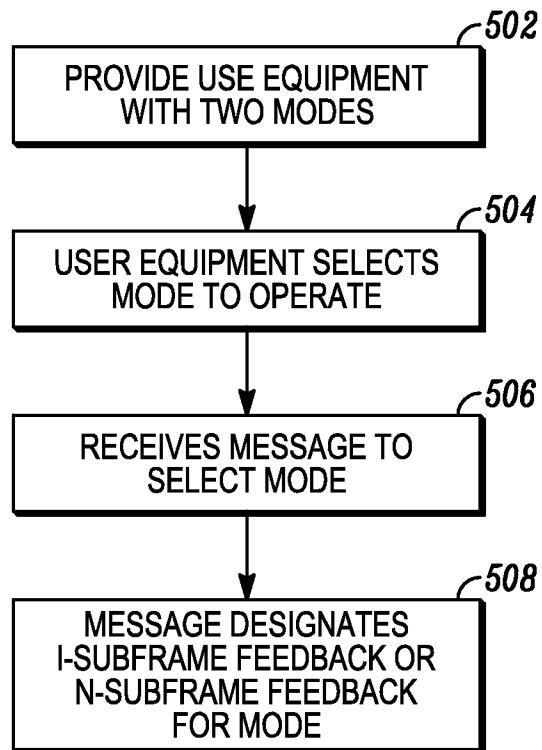 502
PROVIDE USE EQUIPMENT
WITH TWO MODES
504
USER EQUIPMENT SELECTS
MODE TO OPERATE
506
RECEIVES MESSAGE TO
SELECT MODE
508
MESSAGE DESIGNATES
I-SUBFRAME FEEDBACK OR
N-SUBFRAME FEEDBACK
FOR MODE